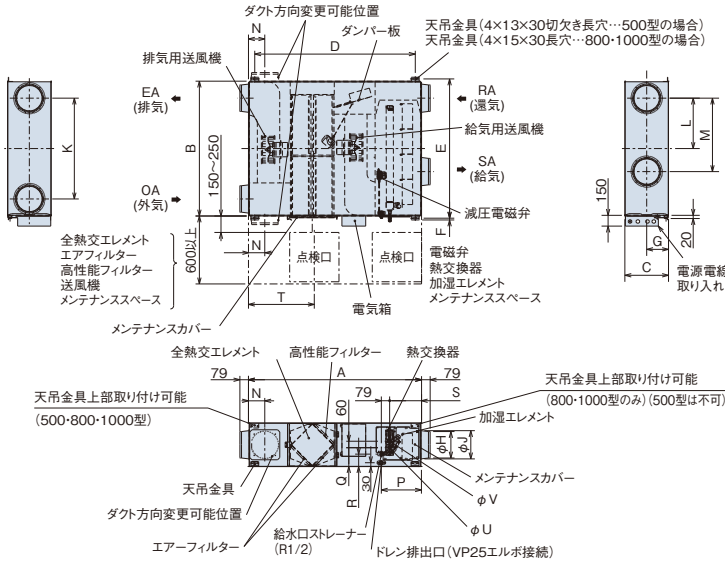 ダクト方向変更可能位置
ダンパー板
天吊金具(4×13×30切欠き長穴…500型の場合)
天吊金具(4×15×30長穴…800・1000型の場合)
N
D
排気用送風機
EA
(排気)
RA
(還気)
給気用送風機
K
B
E
L
M
SA
(給気)
OA
(外気)
150~250
減圧電磁弁
150
F
G
20
C
電源電線
取り入れ
600以上
N
点検口
点検口
T
全熱交エレメント
エアフィルター
高性能フィルター
送風機
メンテナンススペース
電磁弁
熱交換器
加湿エレメント
メンテナンススペース
電気箱
メンテナンスカバー
全熱交エレメント
高性能フィルター
熱交換器
79
A
79
N
79
S
60
天吊金具上部取り付け可能
(500・800・1000型)
天吊金具上部取り付け可能
(800・1000型のみ)(500型は不可)
加湿エレメント
φH
φJ
メンテナンスカバー
天吊金具
Q
R
30
P
φV
ダクト方向変更可能位置
φU
エアーフィルター
給水口ストレーナー
(R1/2)
ドレン排出口(VP25エルボ接続)